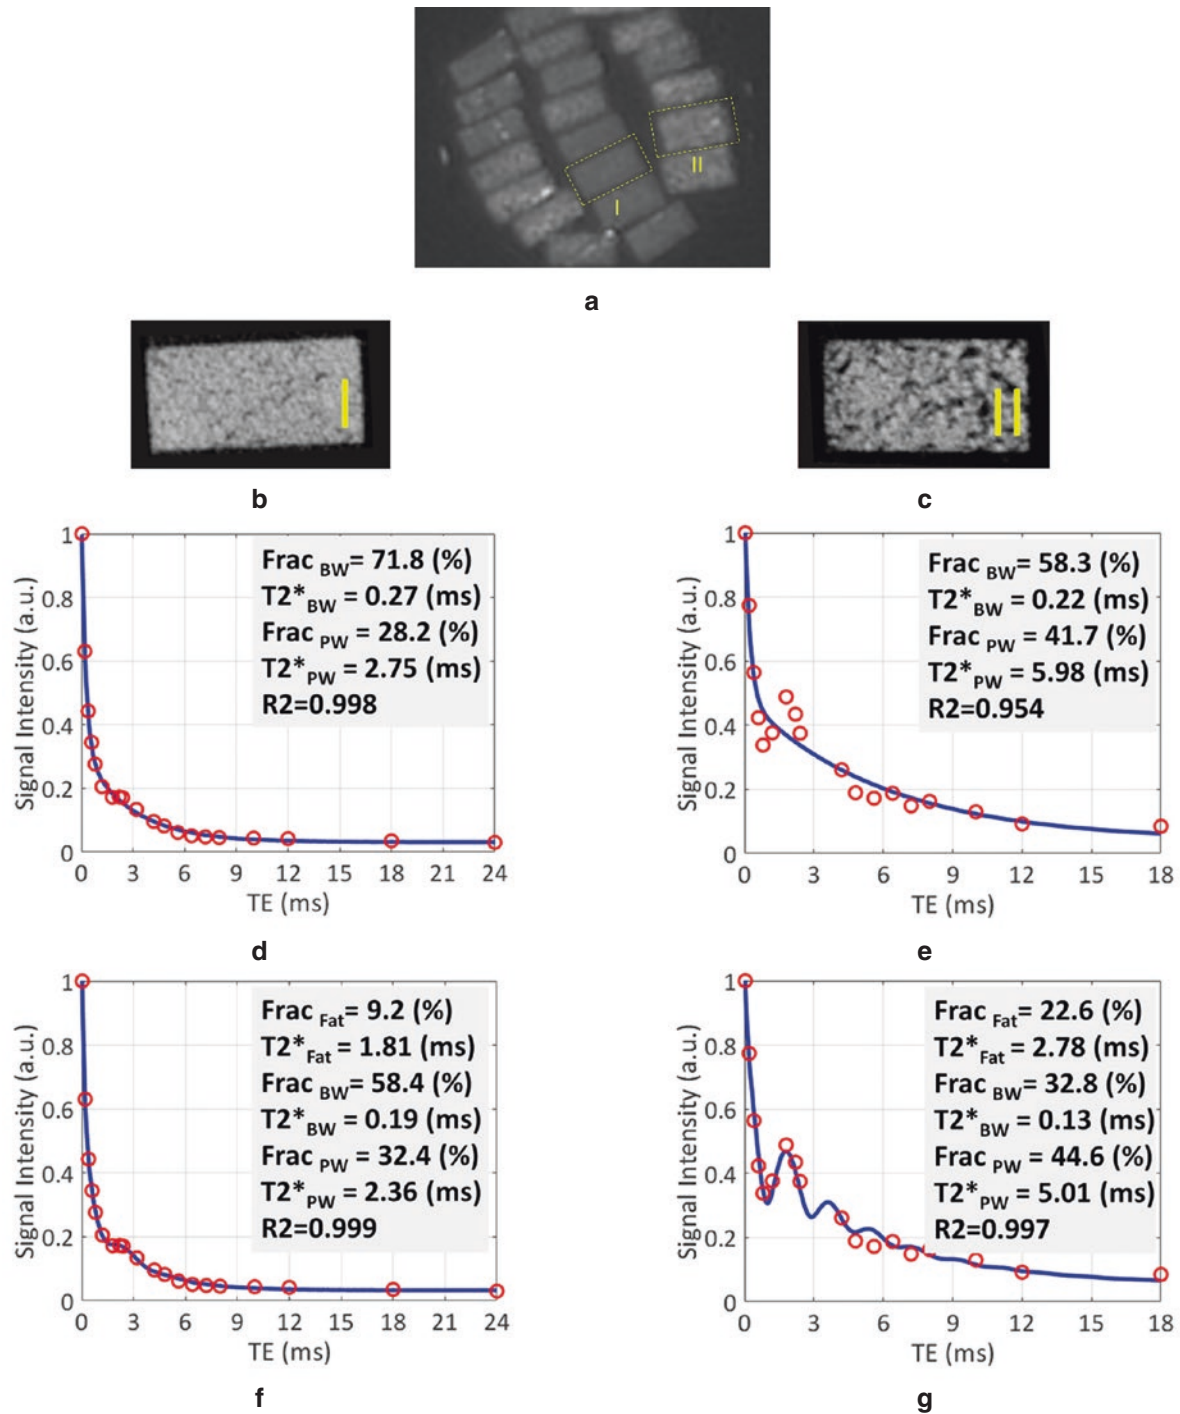 I
II
a
I
II
b
c
Signal Intensity (a.u.)
1
0.8
0.6
0.4
0.2
0
Frac BW= 71.8 (%)
T2*BW = 0.27 (ms)
Frac PW = 28.2 (%)
T2*PW = 2.75 (ms)
R2=0.998
0 3 6 9 12 15 18 21 24
TE (ms)
d
Signal Intensity (a.u.)
1
0.8
0.6
0.4
0.2
0
Frac BW= 58.3 (%)
T2*BW = 0.22 (ms)
Frac PW = 41.7 (%)
T2*PW = 5.98 (ms)
R2=0.954
0 3 6 9 12 15 18
TE (ms)
e
Signal Intensity (a.u.)
1
0.8
0.6
0.4
0.2
0
Frac Fat= 9.2 (%)
T2*Fat = 1.81 (ms)
Frac BW= 58.4 (%)
T2*BW = 0.19 (ms)
Frac PW = 32.4 (%)
T2*PW = 2.36 (ms)
R2=0.999
0 3 6 9 12 15 18 21 24
TE (ms)
f
Signal Intensity (a.u.)
1
0.8
0.6
0.4
0.2
0
Frac Fat= 22.6 (%)
T2*Fat = 2.78 (ms)
Frac BW= 32.8 (%)
T2*BW = 0.13 (ms)
Frac PW = 44.6 (%)
T2*PW = 5.01 (ms)
R2=0.997
0 3 6 9 12 15 18
TE (ms)
g